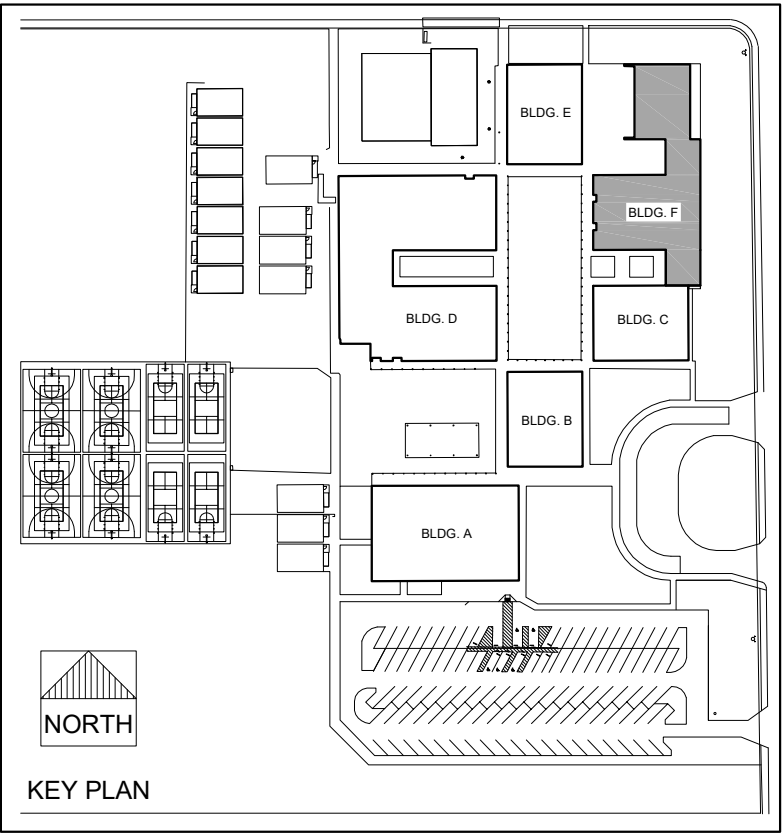 BLDG. E
BLDG. F
BLDG. D
BLDG. C
BLDG. B
BLDG. A
NORTH
KEY PLAN